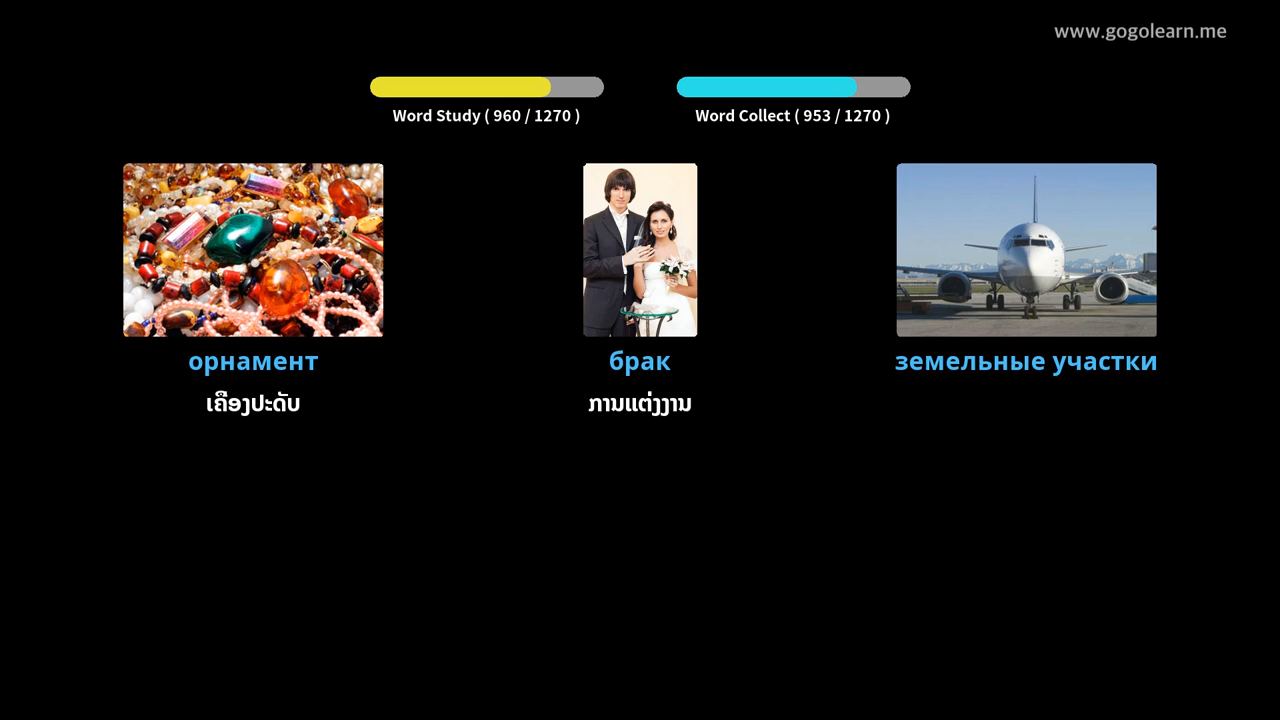 www.gogolearn.me
Word Study ( 960 / 1270 )
Word Collect ( 953 / 1270 )
орнамент
брак
земельные участки
ເຄືອງປະດັບ
ການແຕ່ງງານ